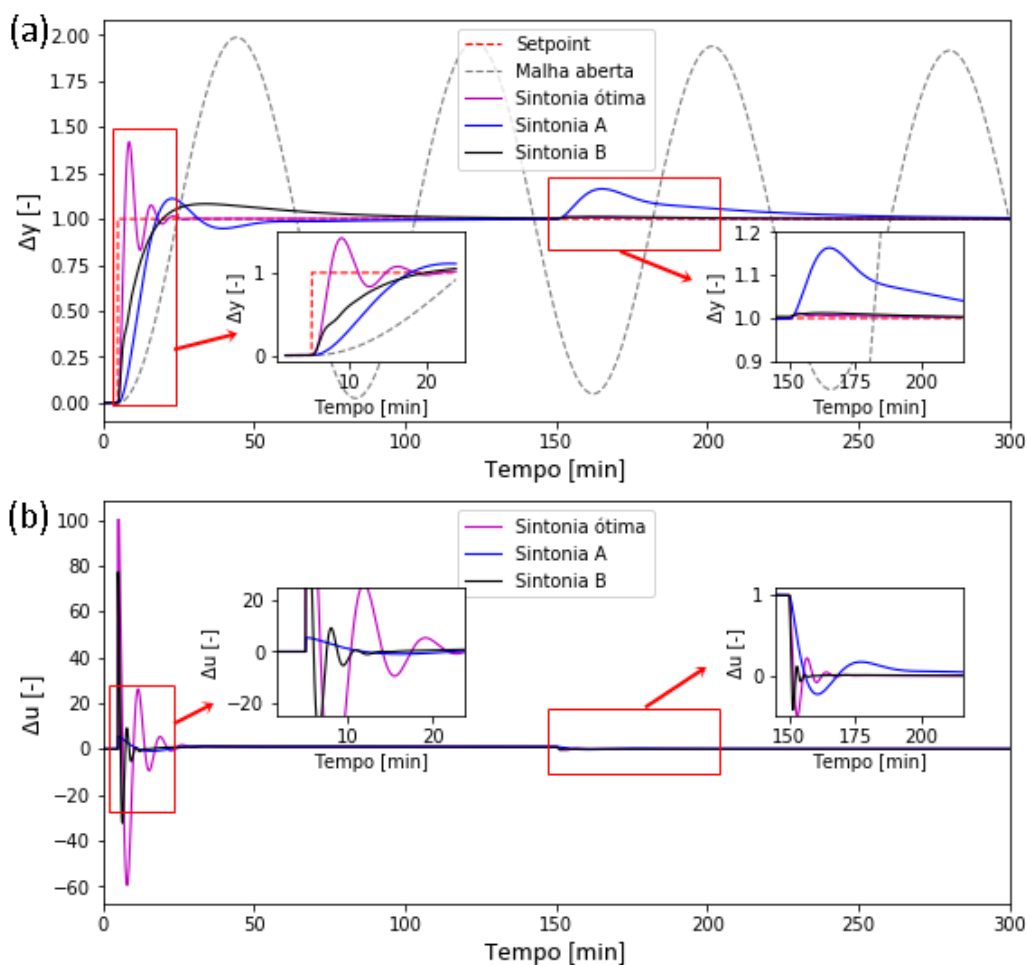 (a)
Δy [-]
2.00
1.75
1.50
1.25
1.00
0.75
0.50
0.25
0.00
Setpoint
Malha aberta
Sintonia ótima
Sintonia A
Sintonia B
Δy [-]
1
0
10
20
Tempo [min]
Δy [-]
1.2
1.1
1.0
0.9
150
175
200
Tempo [min]
0
50
100
150
200
250
300
Tempo [min]
(b)
Δu [-]
100
80
60
40
20
0
−20
−40
−60
Sintonia ótima
Sintonia A
Sintonia B
Δu [-]
20
0
−20
10
20
Tempo [min]
Δu [-]
1
0
150
175
200
Tempo [min]
0
50
100
150
200
250
300
Tempo [min]